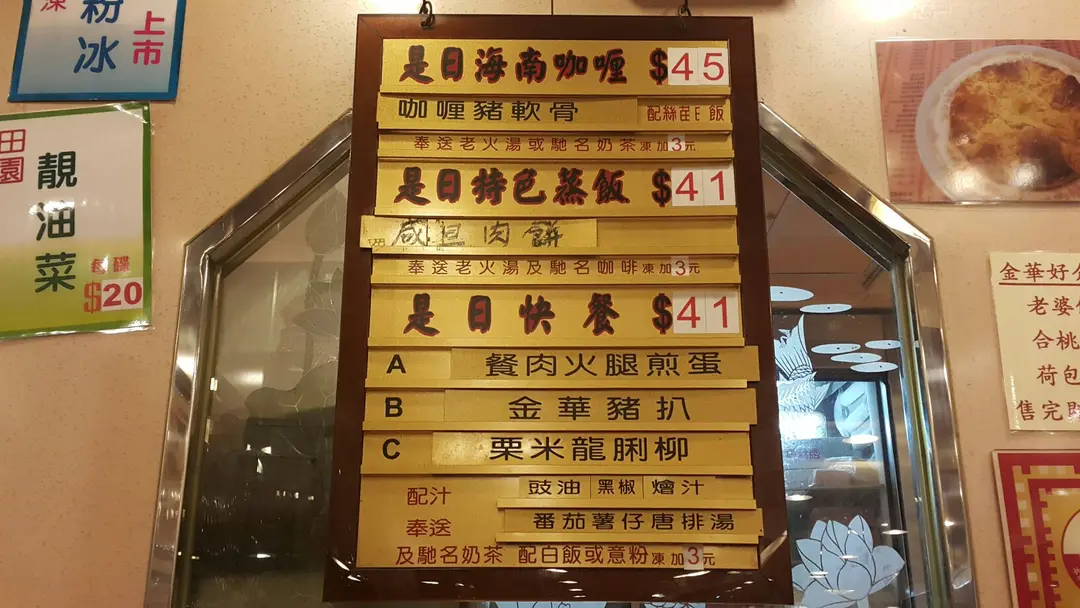 粉
冰
上市
田園
靚油菜
每碟
$20
是日海南咖喱 $45
咖喱豬軟骨 配絲苗白飯
奉送老火湯或馳名奶茶凍加3元
是日特色蒸飯 $41
咸旦肉餅
奉送老火湯及馳名咖啡凍加3元
是日快餐 $41
A 餐肉火腿煎蛋
B 金華豬扒
C 粟米龍脷柳
配汁 豉油 黑椒 燴汁
奉送 番茄薯仔唐排湯
及馳名奶茶 配白飯或意粉凍加3元
金華好
老婆
合桃
荷包
售完即